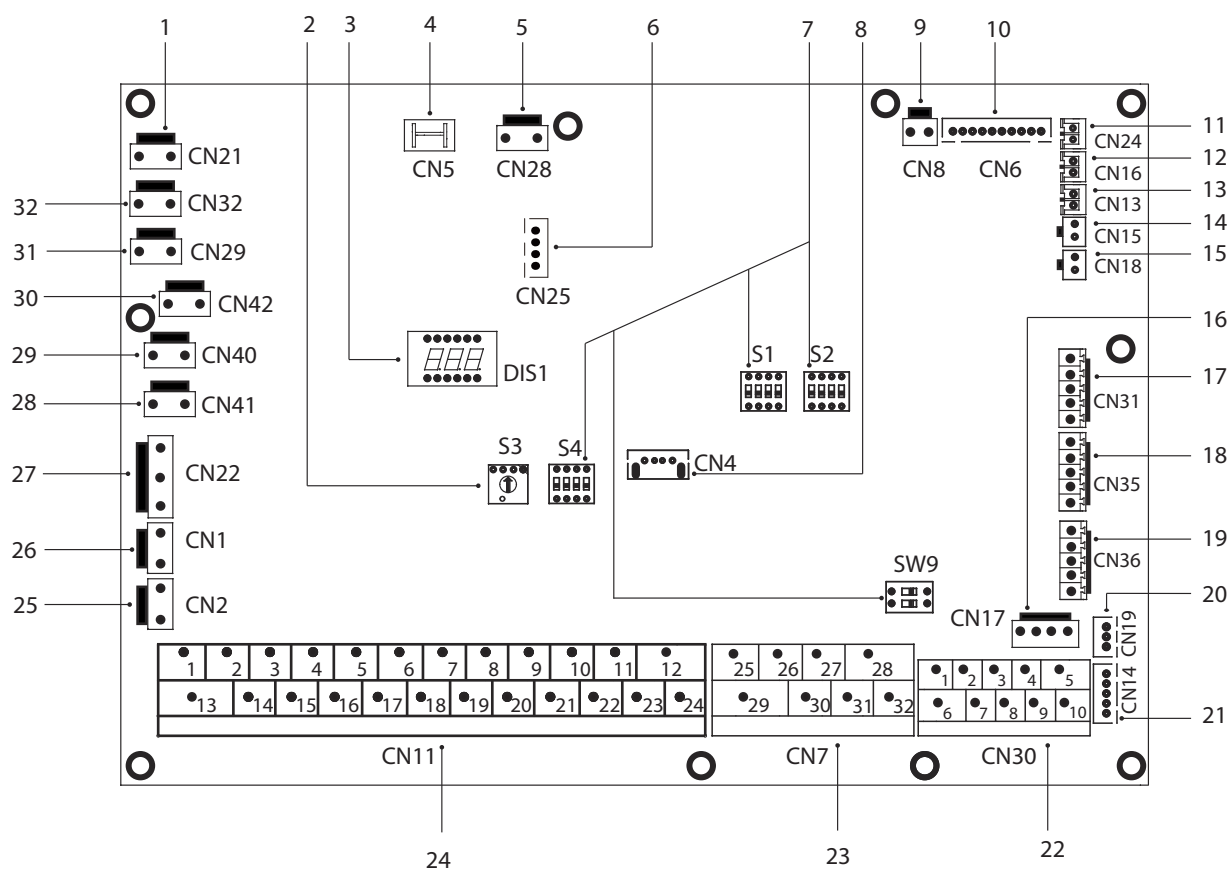 1
2
3
4
5
6
7
8
9
10
CN21
CN5
CN28
CN8
CN6
11
CN24
12
CN16
13
CN13
14
CN15
15
CN18
32
CN32
31
CN29
30
CN42
CN25
16
29
CN40
DIS1
S1
S2
17
CN31
28
CN41
27
CN22
2
S3
S4
CN4
18
CN35
26
CN1
19
CN36
25
CN2
SW9
CN17
20
CN19
1 2 3 4 5 6 7 8 9 10 11 12
25 26 27 28
1 2 3 4 5
CN14
13 14 15 16 17 18 19 20 21 22 23 24
29 30 31 32
6 7 8 9 10
21
CN11
CN7
CN30
24
23
22